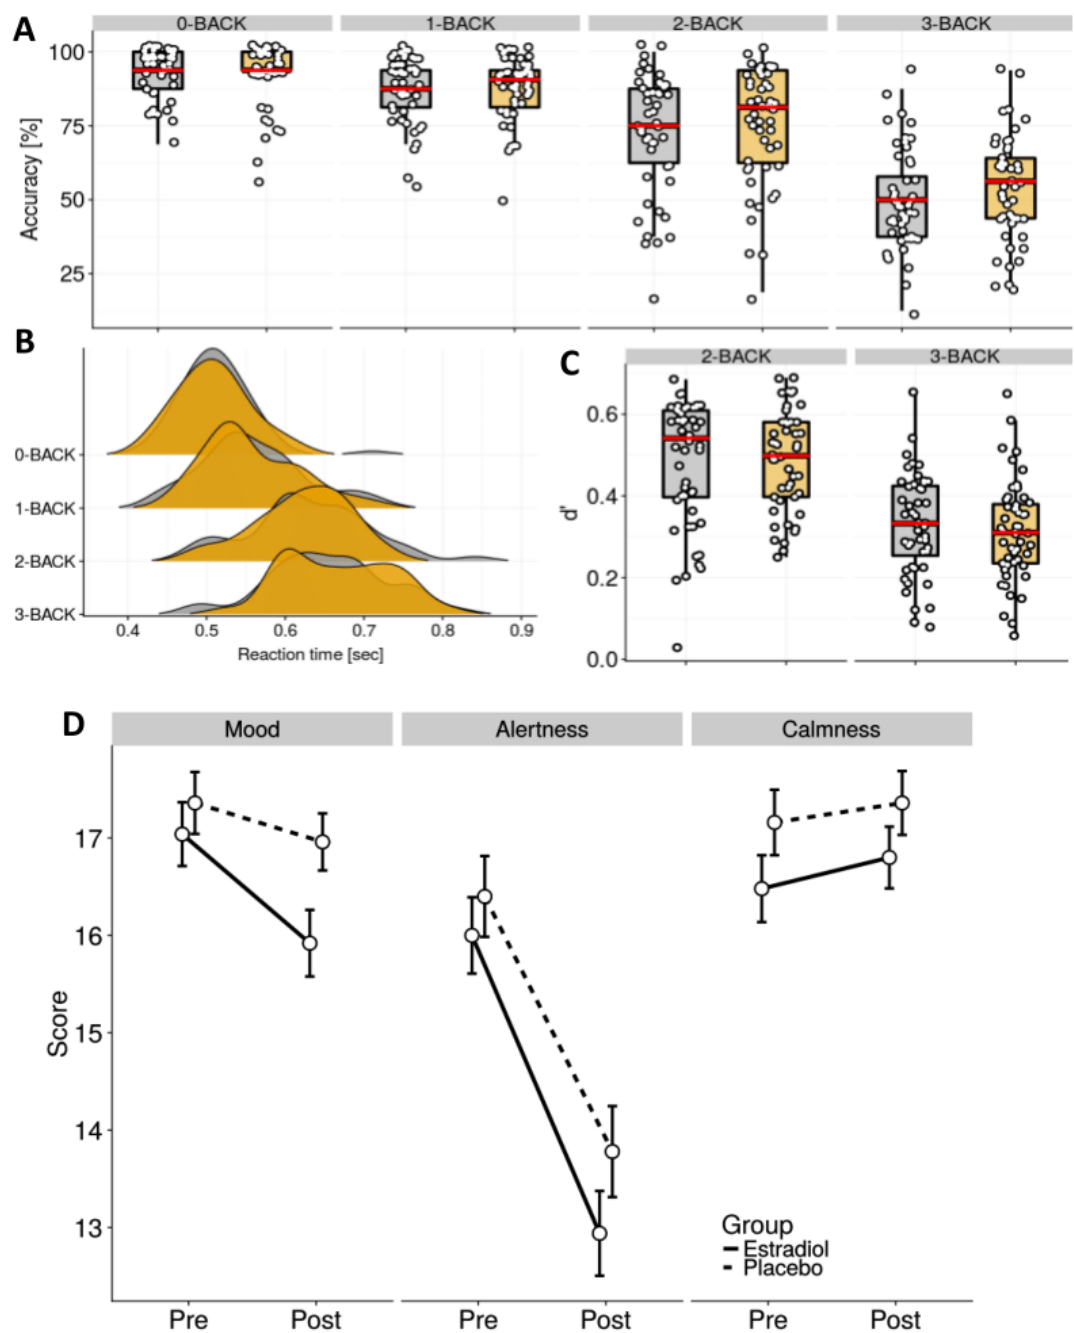 A
0-BACK 1-BACK 2-BACK 3-BACK
100
75
50
25
Accuracy [%]
B
0-BACK
1-BACK
2-BACK
3-BACK
0.4 0.5 0.6 0.7 0.8 0.9
Reaction time [sec]
C
2-BACK 3-BACK
0.6
0.4
0.2
0.0
d'
D
Mood Alertness Calmness
17
16
15
14
13
Score
Group
Estradiol
Placebo
Pre Post Pre Post Pre Post